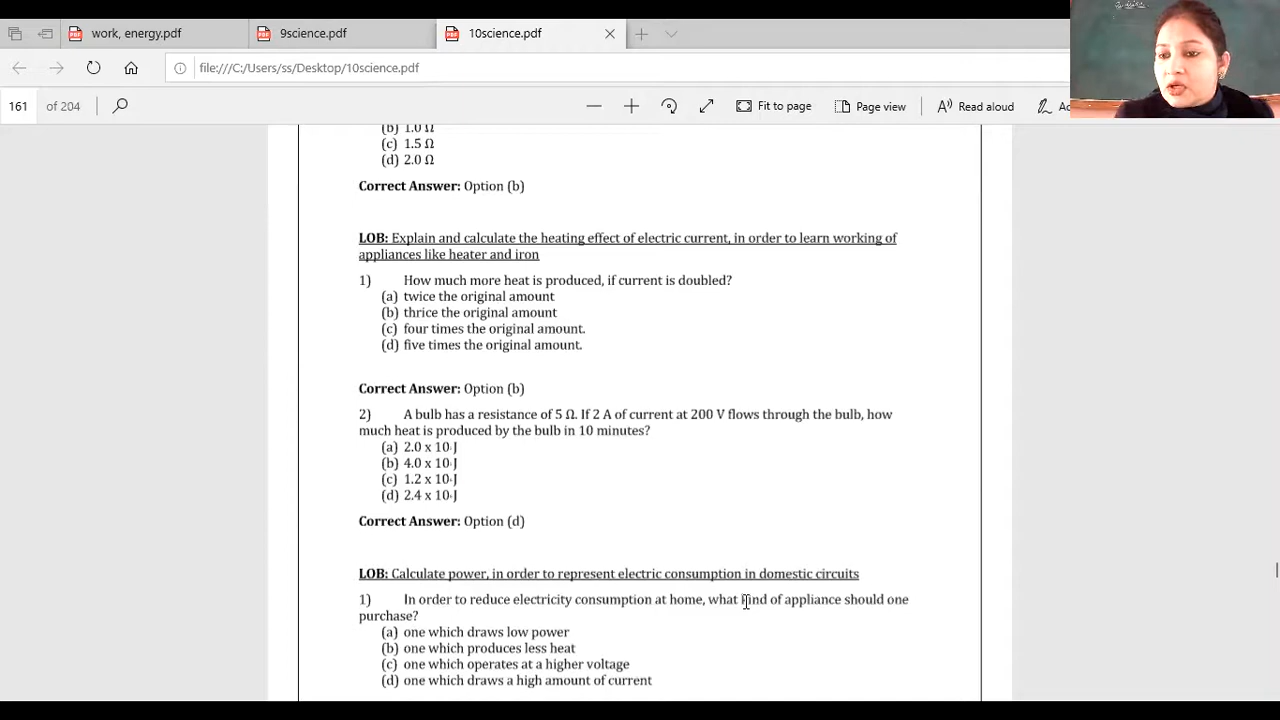 work, energy.pdf
9science.pdf
10science.pdf
file:///C:/Users/ss/Desktop/10science.pdf
161 of 204
Fit to page
Page view
Read aloud
(b) 1.0 Ω
(c) 1.5 Ω
(d) 2.0 Ω
Correct Answer: Option (b)
LOB: Explain and calculate the heating effect of electric current, in order to learn working of
appliances like heater and iron
1) How much more heat is produced, if current is doubled?
(a) twice the original amount
(b) thrice the original amount
(c) four times the original amount.
(d) five times the original amount.
Correct Answer: Option (b)
2) A bulb has a resistance of 5 Ω. If 2 A of current at 200 V flows through the bulb, how
much heat is produced by the bulb in 10 minutes?
(a) 2.0 x 10 J
(b) 4.0 x 10 J
(c) 1.2 x 10 J
(d) 2.4 x 10 J
Correct Answer: Option (d)
LOB: Calculate power, in order to represent electric consumption in domestic circuits
1) In order to reduce electricity consumption at home, what kind of appliance should one
purchase?
(a) one which draws low power
(b) one which produces less heat
(c) one which operates at a higher voltage
(d) one which draws a high amount of current